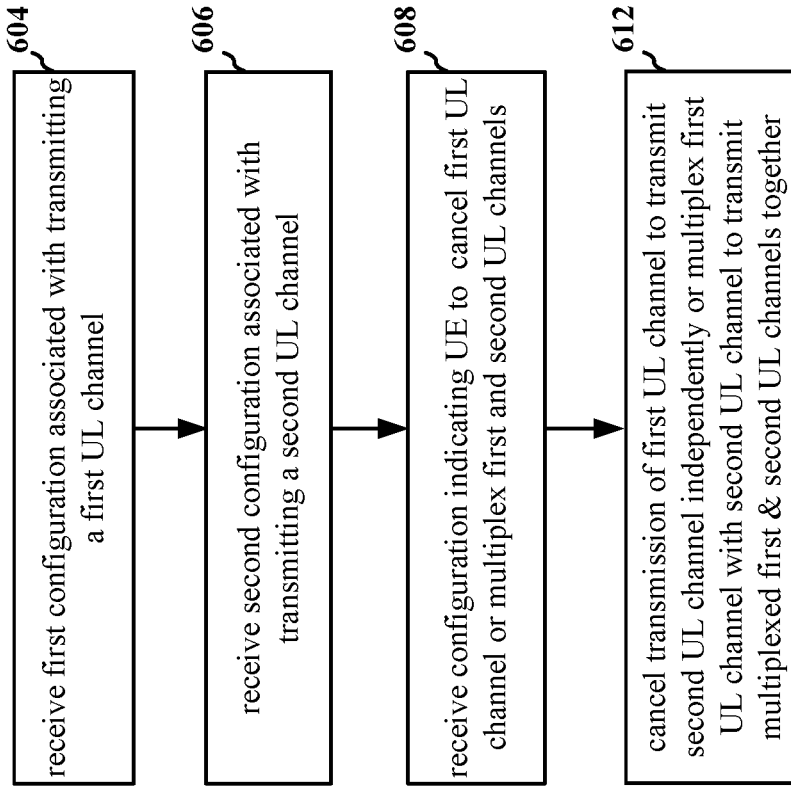 604
receive first configuration associated with transmitting
a first UL channel
606
receive second configuration associated with
transmitting a second UL channel
608
receive configuration indicating UE to cancel first UL
channel or multiplex first and second UL channels
612
cancel transmission of first UL channel to transmit
second UL channel independently or multiplex first
UL channel with second UL channel to transmit
multiplexed first & second UL channels together